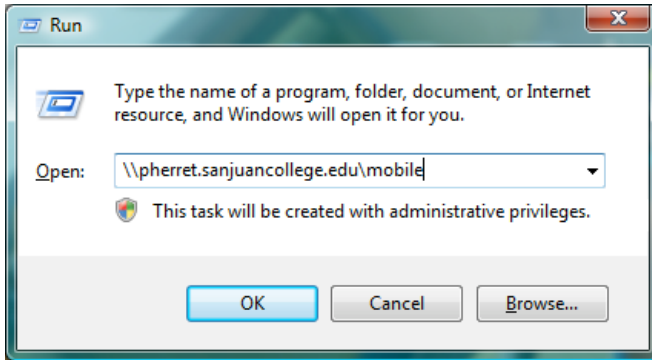 Run
Type the name of a program, folder, document, or Internet
resource, and Windows will open it for you.
Open: \\pherret.sanjuancollege.edu\mobile
This task will be created with administrative privileges.
OK Cancel Browse...